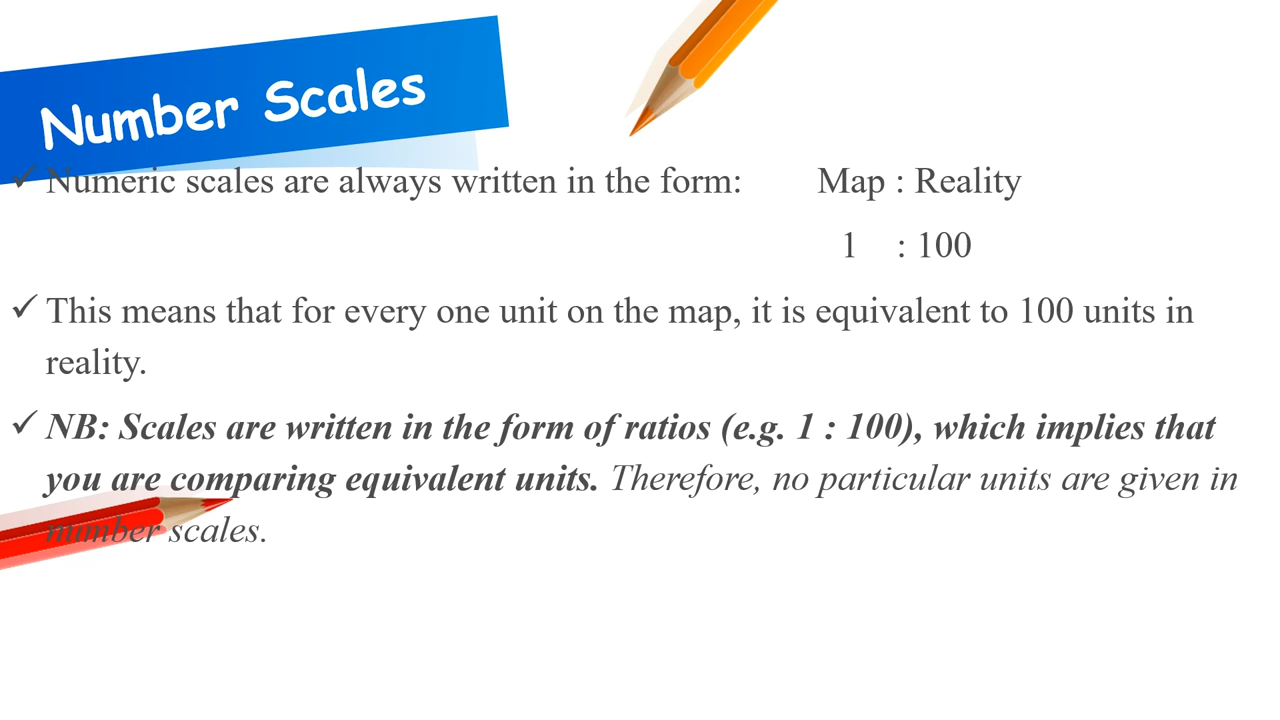 Number Scales
✓ Numeric scales are always written in the form: Map : Reality
1 : 100
✓ This means that for every one unit on the map, it is equivalent to 100 units in
reality.
✓ NB: Scales are written in the form of ratios (e.g. 1 : 100), which implies that
you are comparing equivalent units. Therefore, no particular units are given in
number scales.